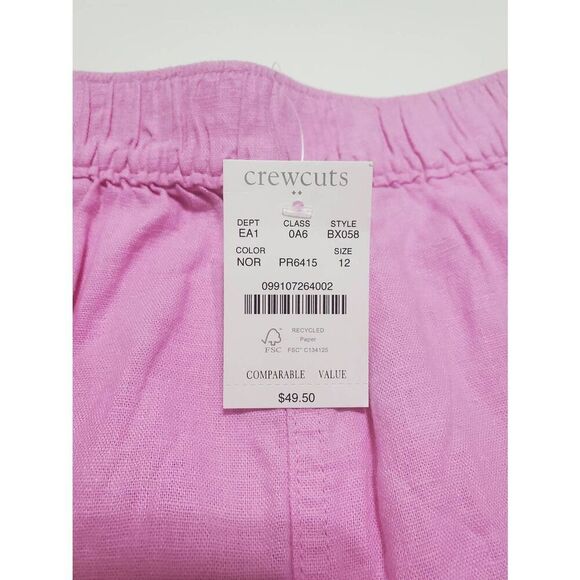 crewcuts
DEPT CLASS STYLE
EA1 0A6 BX058
COLOR SIZE
NOR PR6415 12
099107264002
RECYCLED
Paper
FSC FSC™ C134125
COMPARABLE VALUE
$49.50